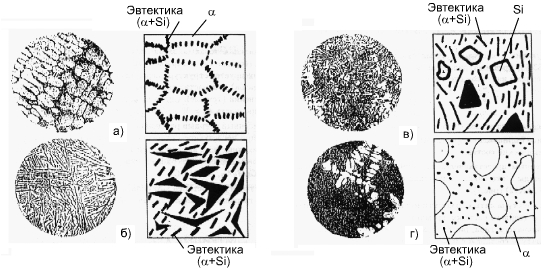 Эвтектика
(α+Si)
α
а)
б)
Эвтектика
(α+Si)
Эвтектика
(α+Si)
Si
в)
г)
Эвтектика
(α+Si)
α